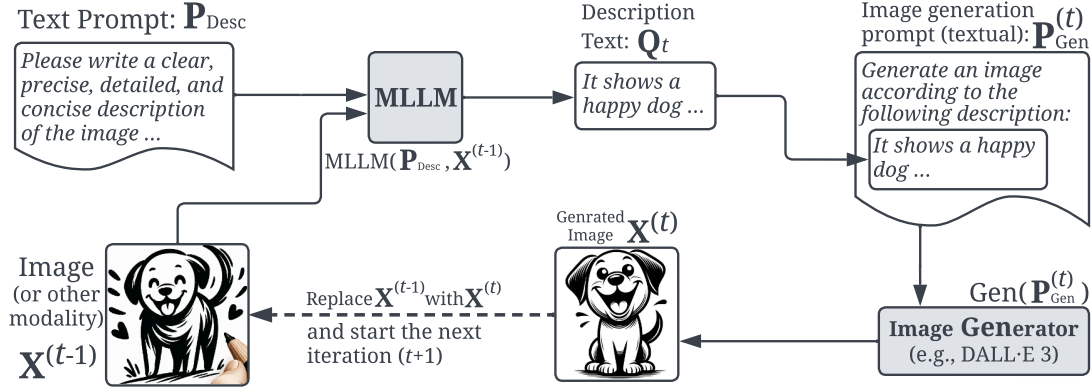 Text Prompt: P_Desc
Please write a clear,
precise, detailed, and
concise description
of the image ...
MLLM
MLLM(P_Desc, X^(t-1))
Description
Text: Q_t
It shows a
happy dog ...
Image generation
prompt (textual): P_Gen^(t)
Generate an image
according to the
following description:
It shows a happy
dog ...
Gen(P_Gen^(t))
Image Generator
(e.g., DALL·E 3)
Genrated
Image X^(t)
Replace X^(t-1) with X^(t)
and start the next
iteration (t+1)
Image
(or other
modality)
X^(t-1)